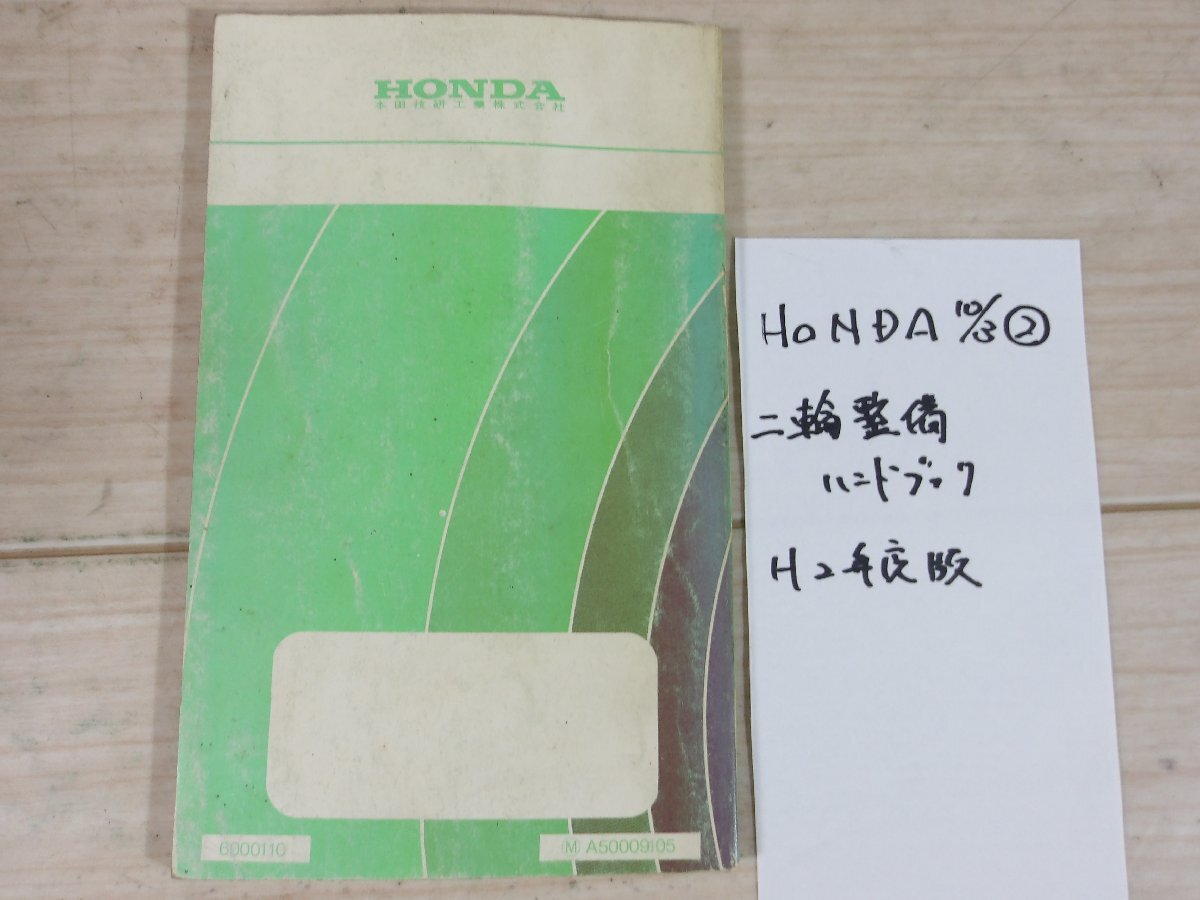 HONDA
本田技研工業株式会社
6000110
(M) A50009105
HONDA 10/13 ②
二輪整備
ハンドブック
H2年度版